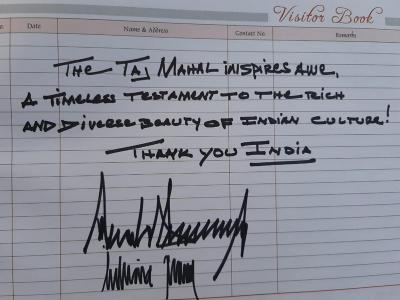 Visitor Book
Date Name & Address Contact No Remarks
THE TAJ MAHAL INSPIRES AWE,
A TIMELESS TESTAMENT TO THE RICH
AND DIVERSE BEAUTY OF INDIAN CULTURE!
THANK YOU INDIA